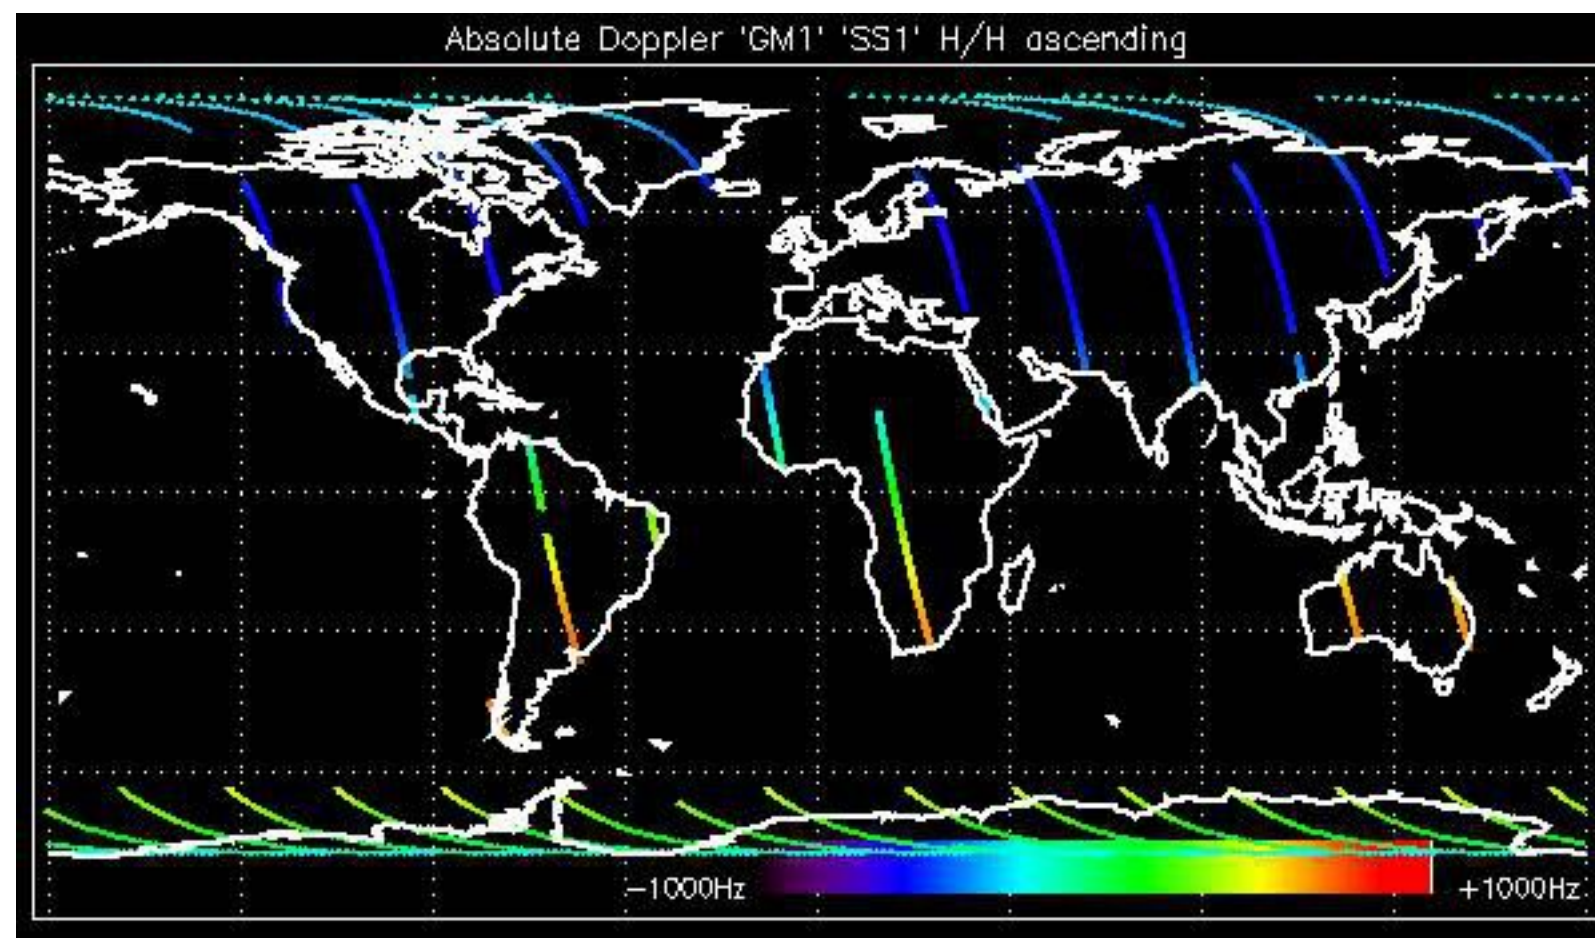 Absolute Doppler 'GM1' 'SS1' H/H ascending
−1000Hz
+1000Hz